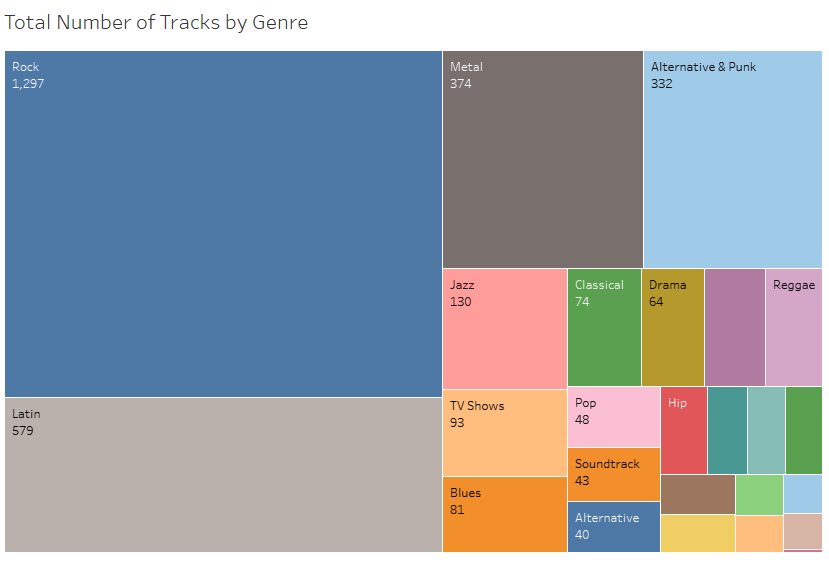 Total Number of Tracks by Genre
Rock
1,297
Metal
374
Alternative & Punk
332
Jazz
130
Classical
74
Drama
64
Reggae
Latin
579
TV Shows
93
Pop
48
Hip
Soundtrack
43
Blues
81
Alternative
40